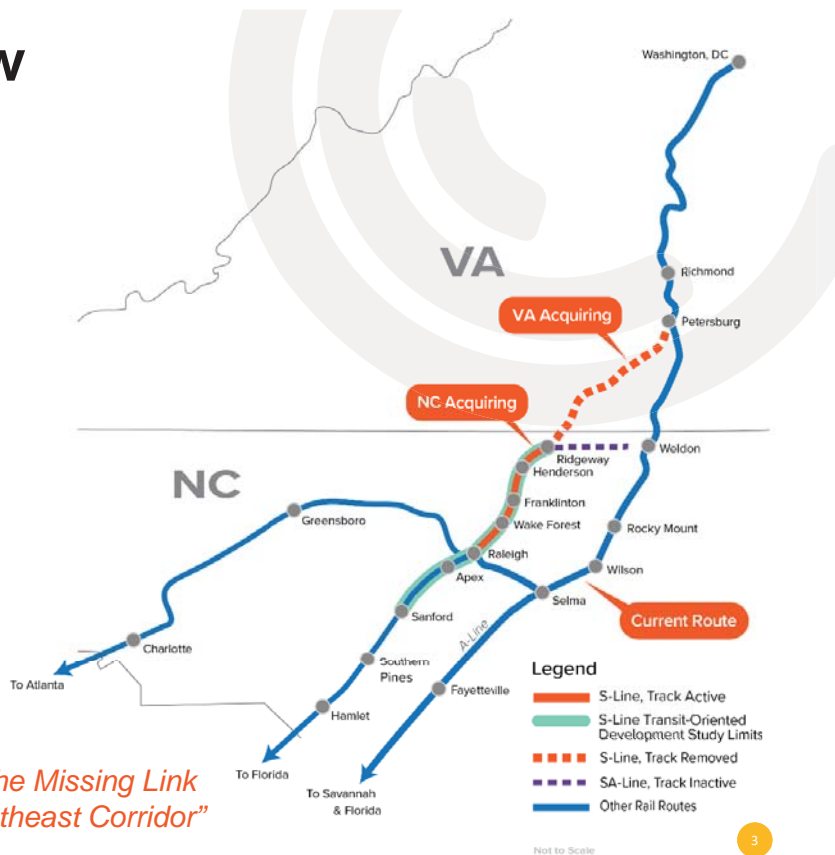 w
Washington, DC
VA
Richmond
VA Acquiring
Petersburg
NC Acquiring
Ridgeway
Henderson
Weldon
NC
Franklinton
Greensboro
Wake Forest
Rocky Mount
Raleigh
Apex
Wilson
Selma
Sanford
Current Route
A-Line
Charlotte
Southern
Pines
To Atlanta
Fayetteville
Hamlet
Legend
S-Line, Track Active
S-Line Transit-Oriented
Development Study Limits
S-Line, Track Removed
SA-Line, Track Inactive
Other Rail Routes
To Florida
To Savannah
& Florida
ne Missing Link
theast Corridor”
Not to Scale
3